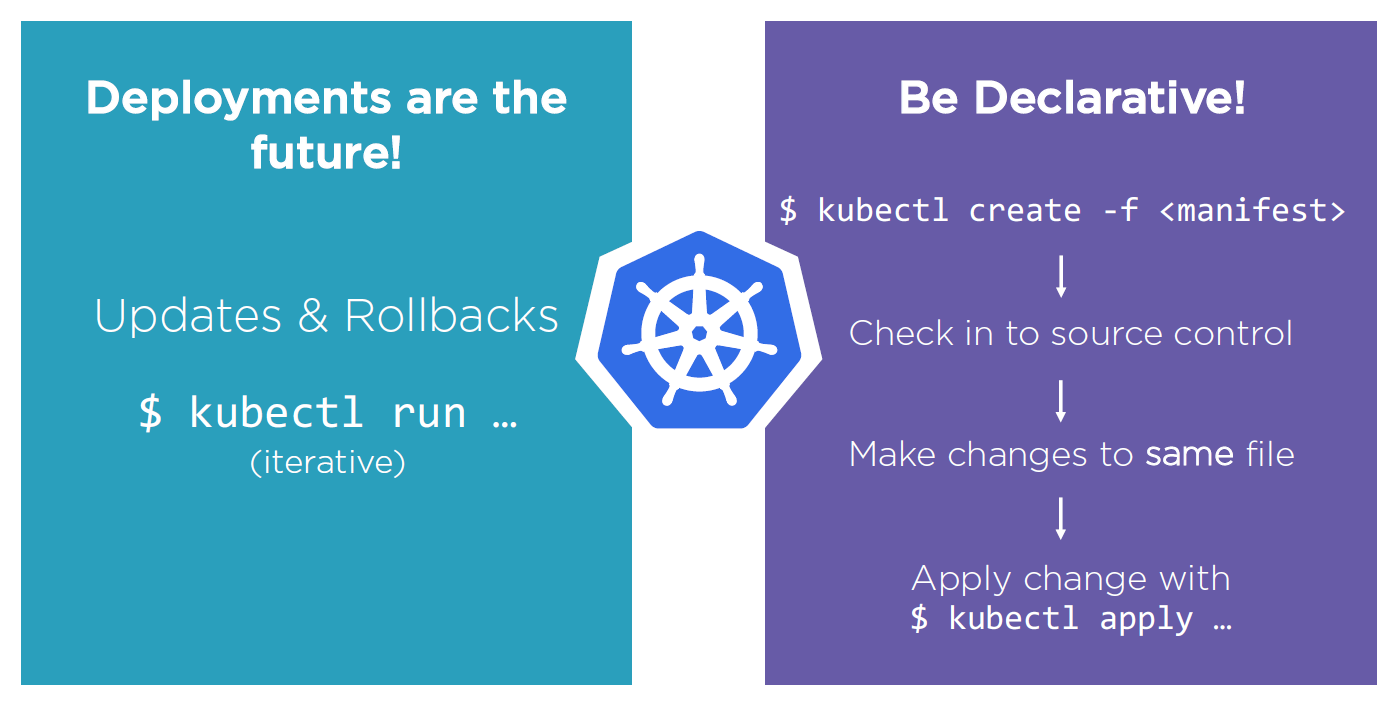 Deployments are the
future!
Updates & Rollbacks
$ kubectl run …
(iterative)
Be Declarative!
$ kubectl create -f <manifest>
Check in to source control
Make changes to same file
Apply change with
$ kubectl apply …